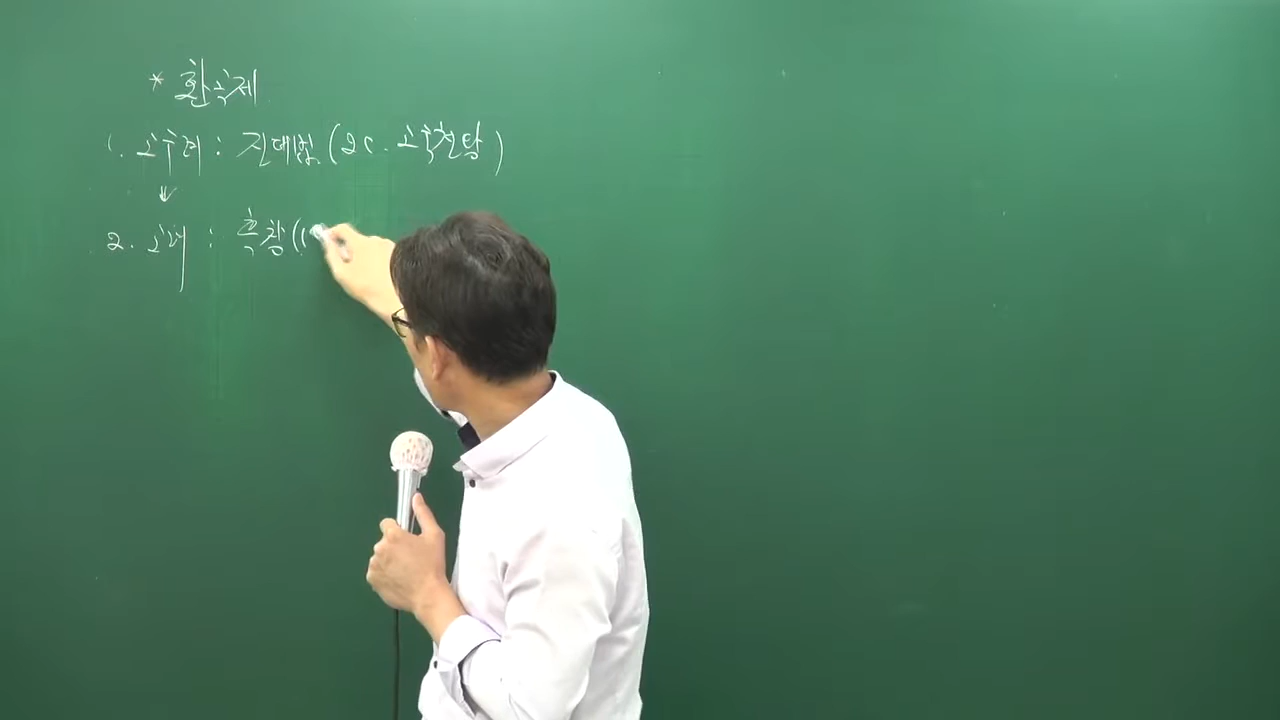 * 환곡제
1. 고구려 : 진대법 (2C. 고국천왕)
↓
2. 고려 : 흑창 (